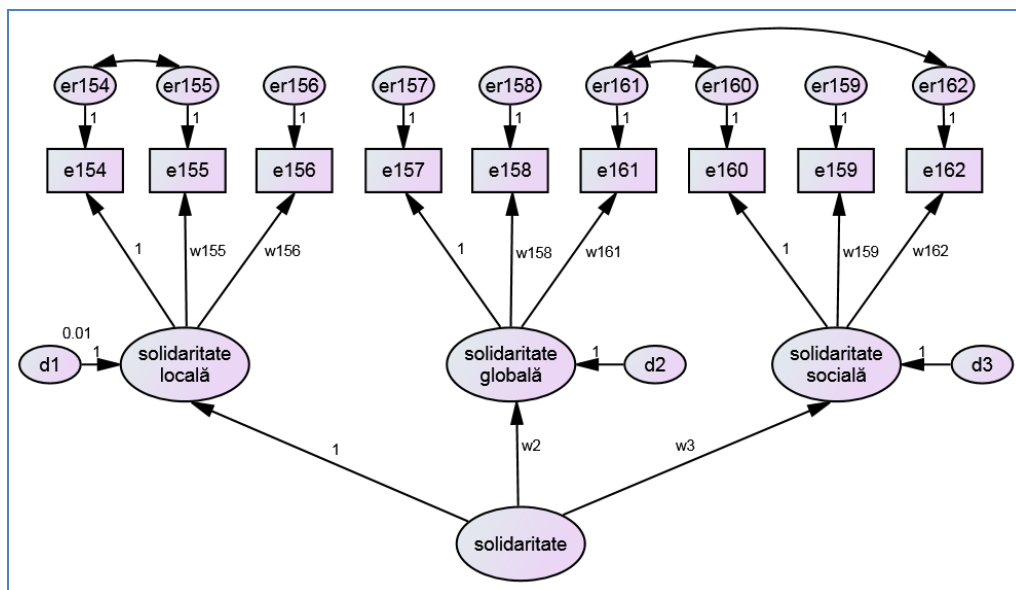 er154
er155
er156
er157
er158
er161
er160
er159
er162
1
1
1
1
1
1
1
1
1
e154
e155
e156
e157
e158
e161
e160
e159
e162
1
w155
w156
1
w158
w161
1
w159
w162
0.01
d1
1
solidaritate
locală
solidaritate
globală
1
d2
solidaritate
socială
1
d3
1
w2
w3
solidaritate